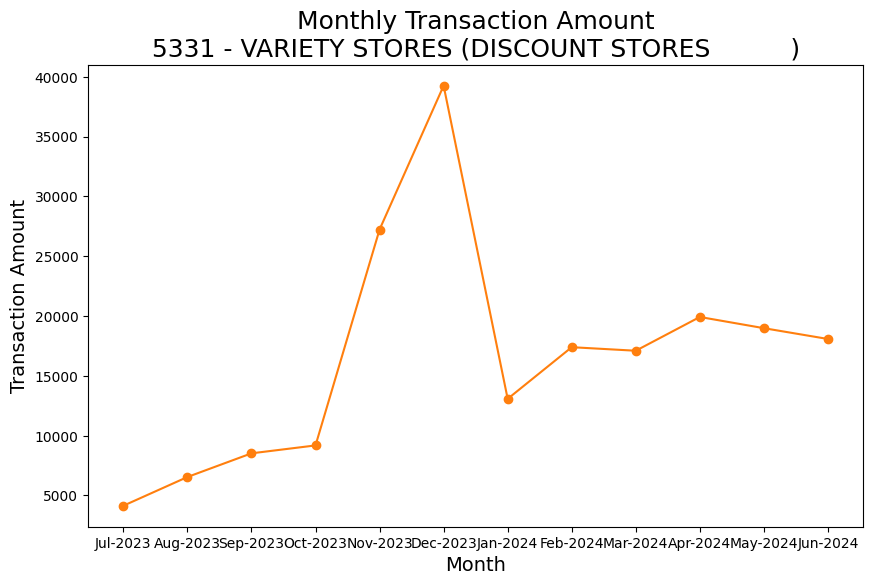 Monthly Transaction Amount
5331 - VARIETY STORES (DISCOUNT STORES          )
Transaction Amount
40000
35000
30000
25000
20000
15000
10000
5000
Jul-2023 Aug-2023 Sep-2023 Oct-2023 Nov-2023 Dec-2023 Jan-2024 Feb-2024 Mar-2024 Apr-2024 May-2024 Jun-2024
Month